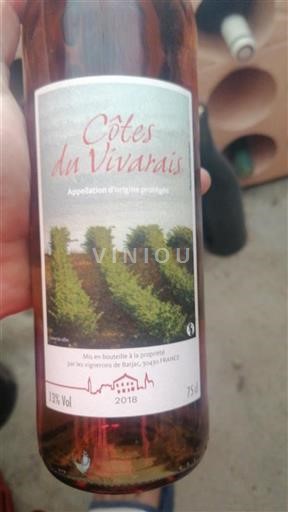 Côtes
du Vivarais
Appellation d'origine protégée
VINIOU
Mis en bouteille à la propriété
par les vignerons de Barjac, 30430 FRANCE
13% Vol
2018
75cl